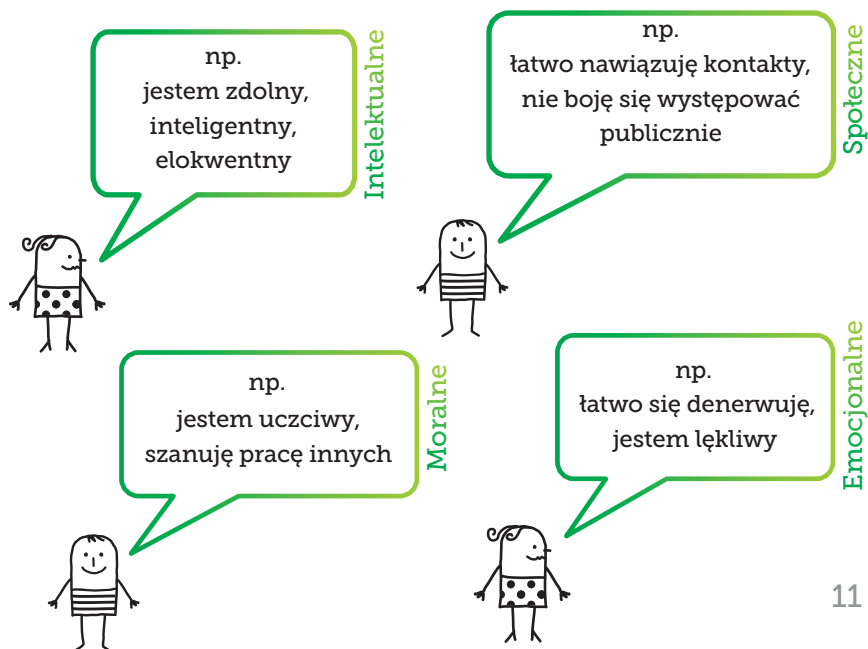 np.
jestem zdolny,
inteligentny,
elokwentny
Intelektualne
np.
łatwo nawiązuję kontakty,
nie boję się występować
publicznie
Społeczne
np.
jestem uczciwy,
szanuję pracę innych
Moralne
np.
łatwo się denerwuję,
jestem lękliwy
Emocjonalne
11